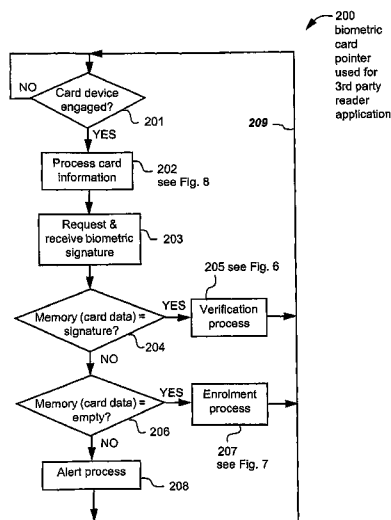 200
biometric
card
pointer
used for
3rd party
reader
application
NO
Card device
engaged?
201
209
YES
Process card
information
202
see Fig. 8
Request &
receive biometric
signature
203
205 see Fig. 6
Memory (card data) =
signature?
YES
Verification
process
204
NO
Memory (card data) =
empty?
YES
Enrolment
process
206
NO
207
see Fig. 7
Alert process
208